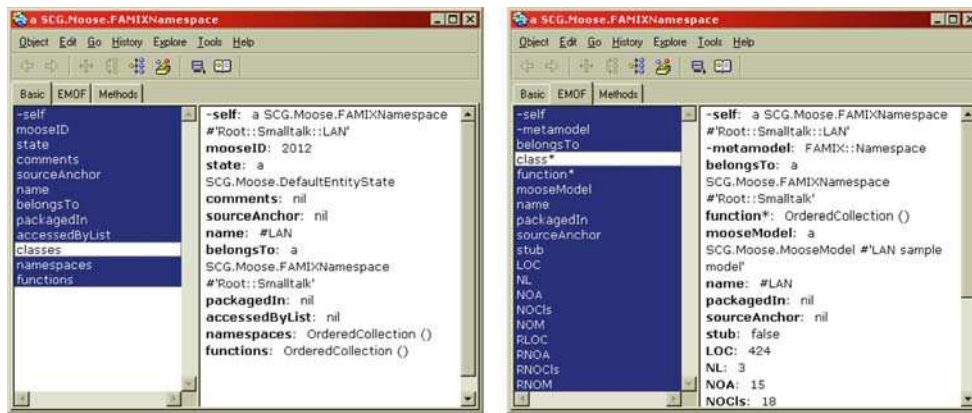 a SCG.Moose.FAMIXNamespace
Object Edit Go History Explore Tools Help
Basic EMOF Methods
-self
mooseID
state
comments
sourceAnchor
name
belongsTo
packagedIn
accessedByList
classes
namespaces
functions
-self: a SCG.Moose.FAMIXNamespace
#'Root::Smalltalk::LAN'
mooseID: 2012
state: a
SCG.Moose.DefaultEntityState
comments: nil
sourceAnchor: nil
name: #LAN
belongsTo: a
SCG.Moose.FAMIXNamespace
#'Root::Smalltalk'
packagedIn: nil
accessedByList: nil
namespaces: OrderedCollection ()
functions: OrderedCollection ()
a SCG.Moose.FAMIXNamespace
Object Edit Go History Explore Tools Help
Basic EMOF Methods
-self
-metamodel
belongsTo
class*
function*
mooseModel
name
packagedIn
sourceAnchor
stub
LOC
NL
NOA
NOCls
NOM
RLOC
RNOA
RNOCls
RNOM
-self: a SCG.Moose.FAMIXNamespace
#'Root::Smalltalk::LAN'
-metamodel: FAMIX::Namespace
belongsTo: a
SCG.Moose.FAMIXNamespace
#'Root::Smalltalk'
function*: OrderedCollection ()
mooseModel: a
SCG.Moose.MooseModel #'LAN sample
model'
name: #LAN
packagedIn: nil
sourceAnchor: nil
stub: false
LOC: 424
NL: 3
NOA: 15
NOCls: 18